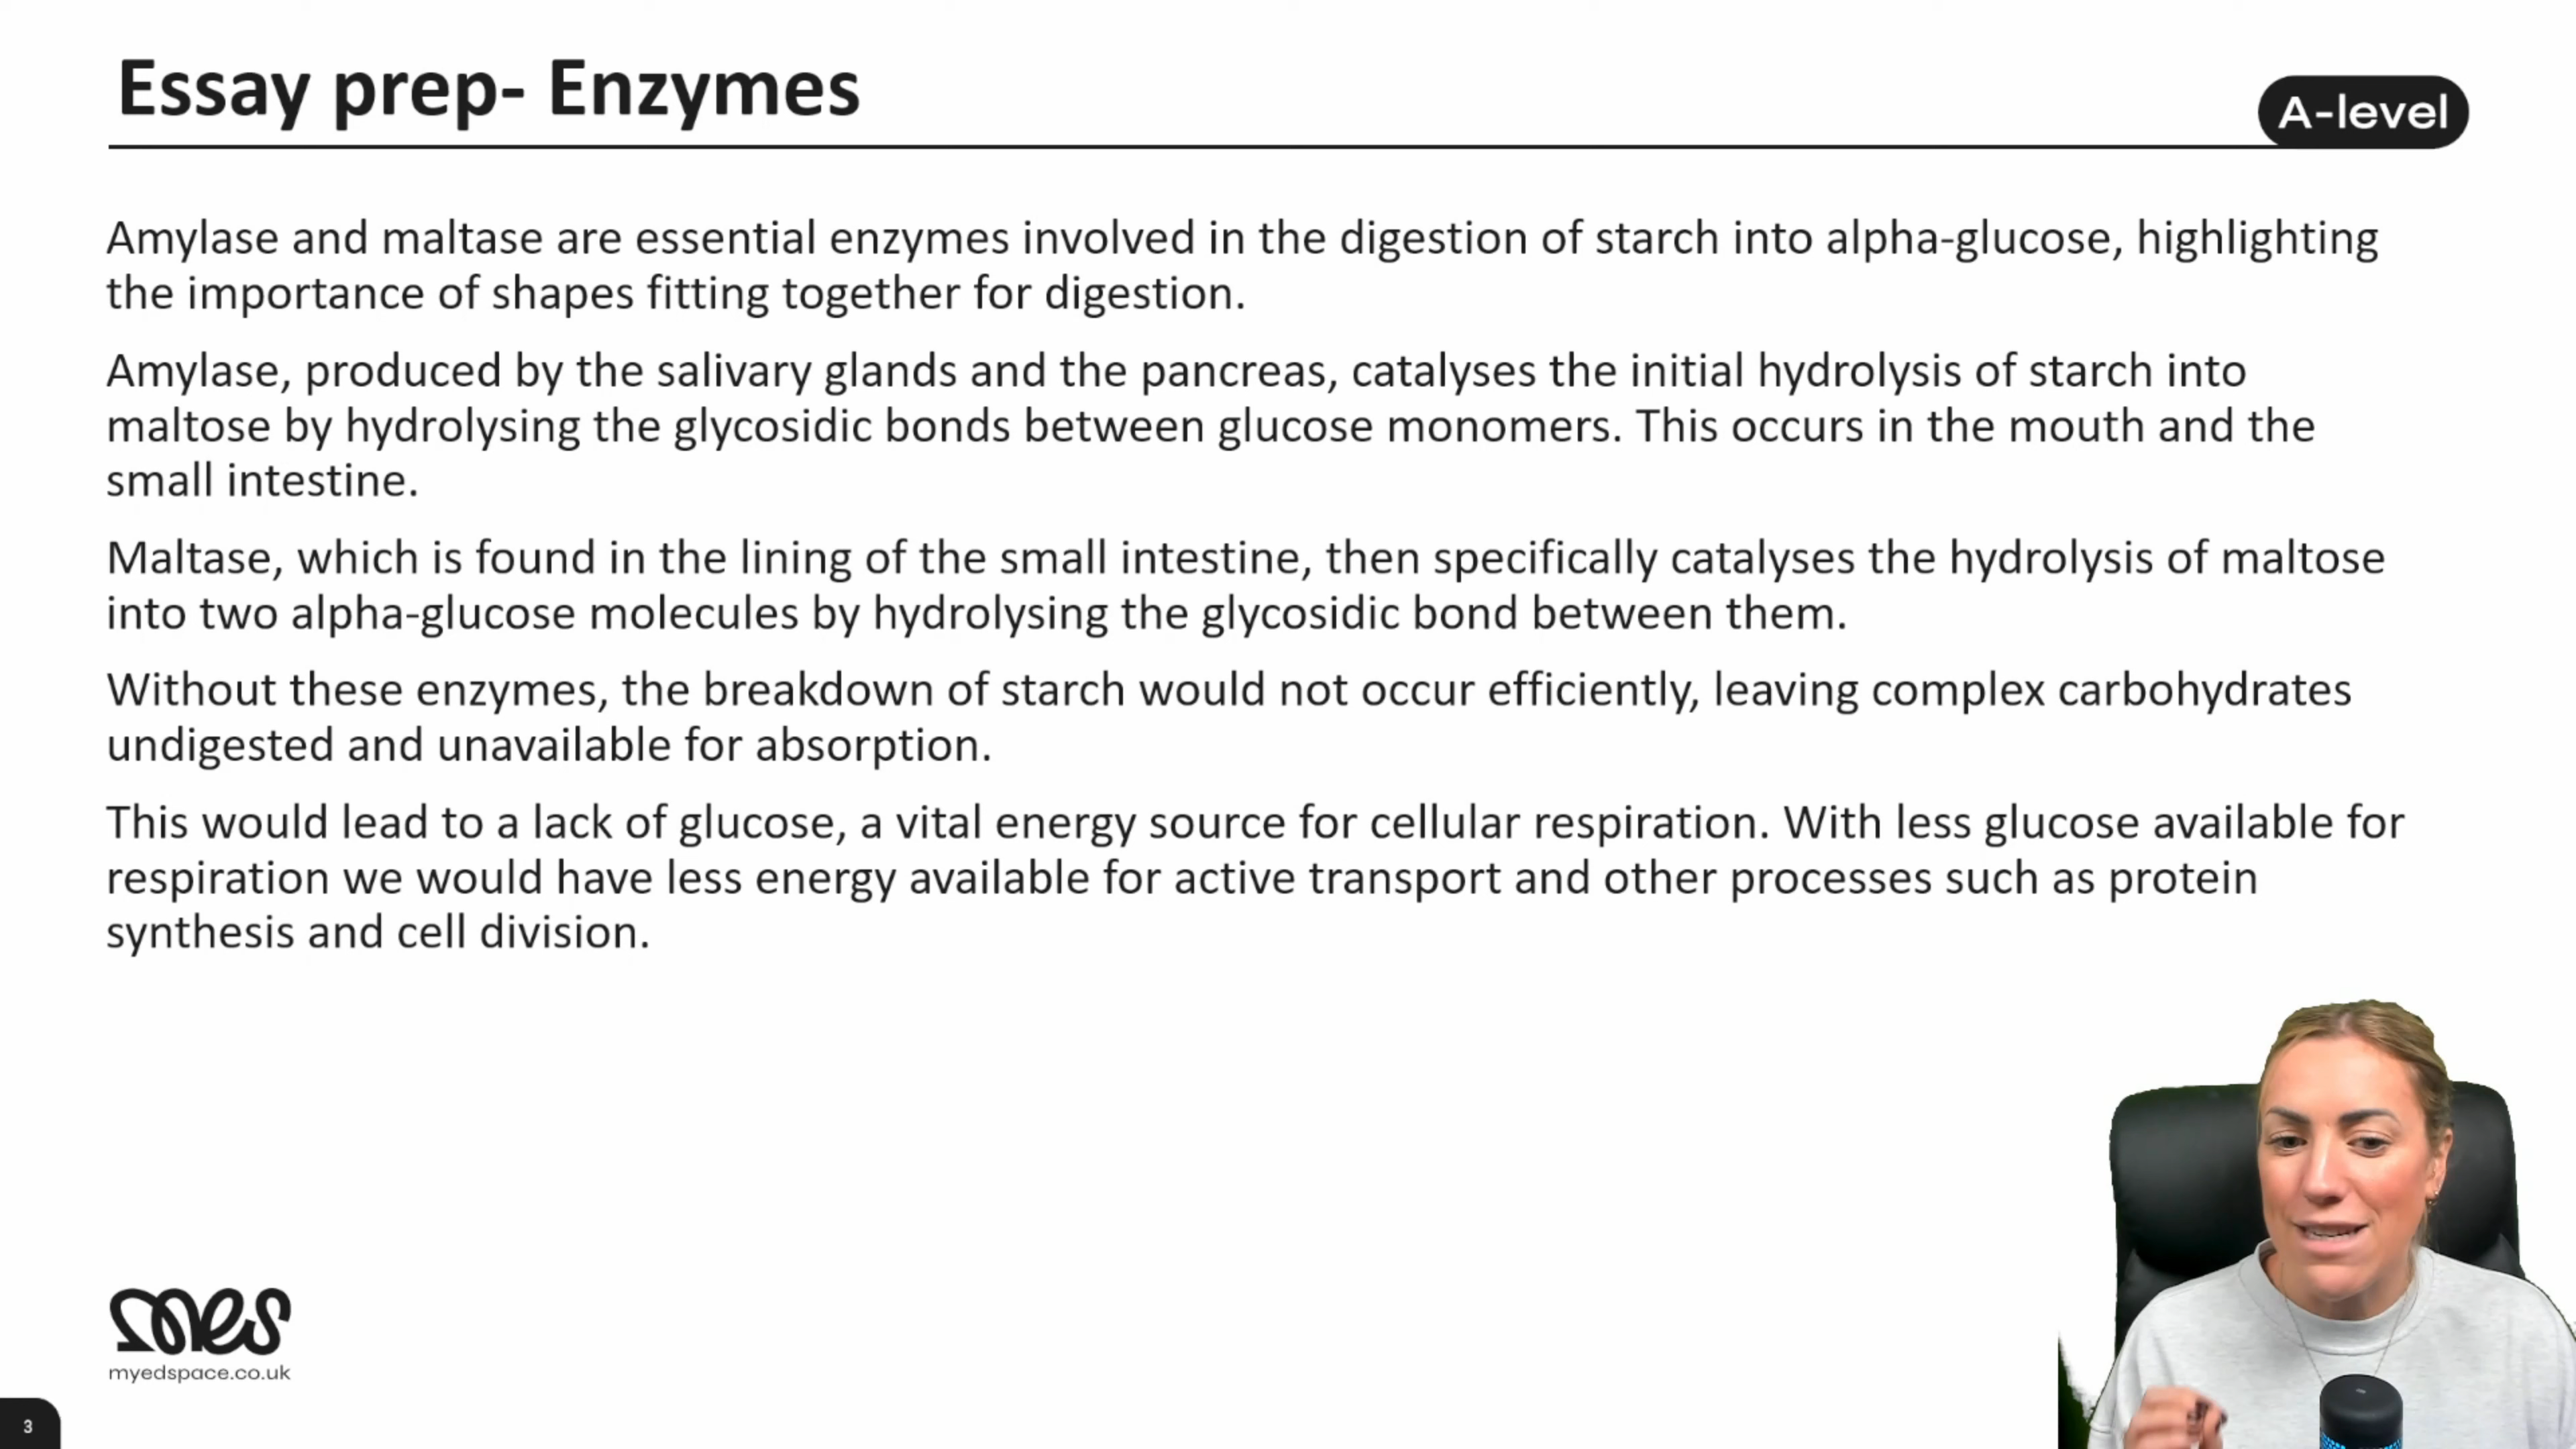 Essay prep- Enzymes
A-level
Amylase and maltase are essential enzymes involved in the digestion of starch into alpha-glucose, highlighting
the importance of shapes fitting together for digestion.
Amylase, produced by the salivary glands and the pancreas, catalyses the initial hydrolysis of starch into
maltose by hydrolysing the glycosidic bonds between glucose monomers. This occurs in the mouth and the
small intestine.
Maltase, which is found in the lining of the small intestine, then specifically catalyses the hydrolysis of maltose
into two alpha-glucose molecules by hydrolysing the glycosidic bond between them.
Without these enzymes, the breakdown of starch would not occur efficiently, leaving complex carbohydrates
undigested and unavailable for absorption.
This would lead to a lack of glucose, a vital energy source for cellular respiration. With less glucose available for
respiration we would have less energy available for active transport and other processes such as protein
synthesis and cell division.
mes
myedspace.co.uk
3